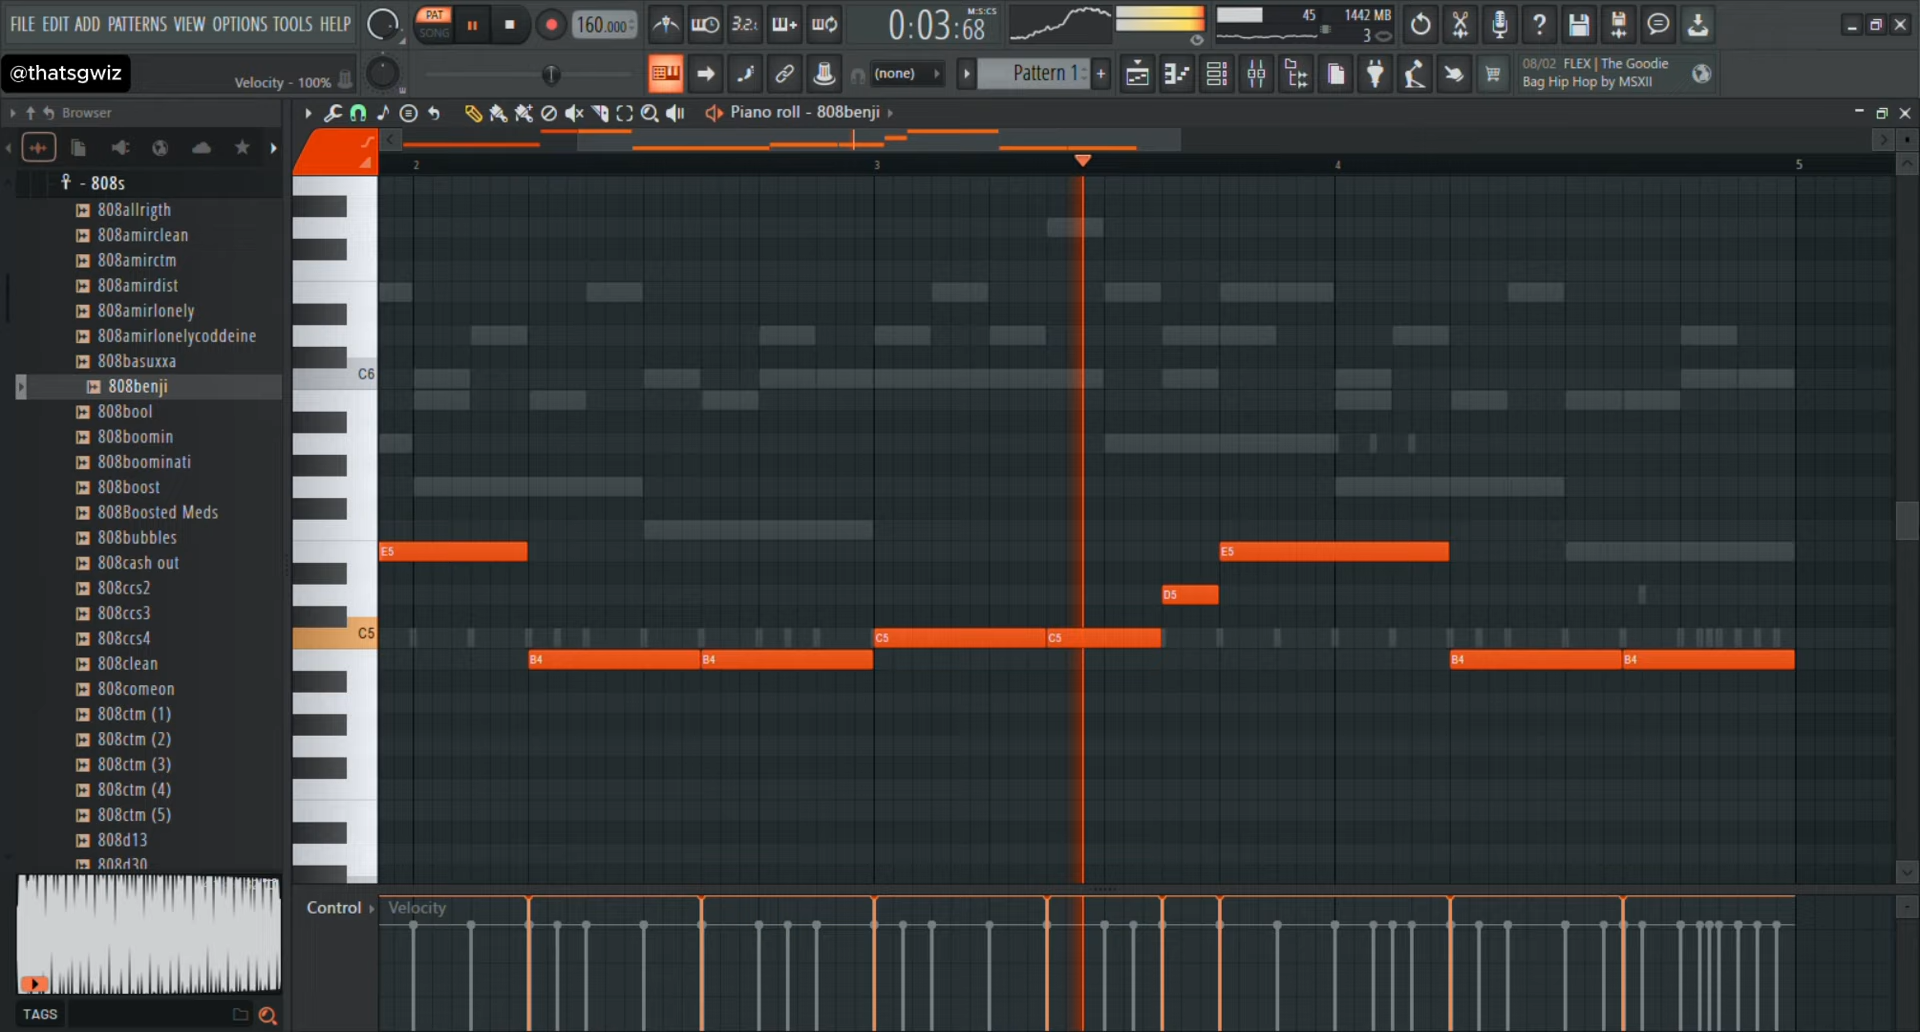 FILE EDIT ADD PATTERNS VIEW OPTIONS TOOLS HELP
PAT
SONG
160.000
3.2.
0:03:68
M:S:CS
45
1442 MB
3
@thatsgwiz
Velocity - 100%
(none)
Pattern 1
08/02 FLEX | The Goodie
Bag Hip Hop by MSXII
Browser
Piano roll - 808benji
2
3
4
5
- 808s
808allrigth
808amirclean
808amirctm
808amirdist
808amirlonely
808amirlonelycoddeine
808basuxxa
808benji
808bool
808boomin
808boominati
808boost
808Boosted Meds
808bubbles
808cash out
808ccs2
808ccs3
808ccs4
808clean
808comeon
808ctm (1)
808ctm (2)
808ctm (3)
808ctm (4)
808ctm (5)
808d13
808d30
C6
C5
E5
E5
D5
C5
C5
B4
B4
B4
B4
Control
Velocity
TAGS